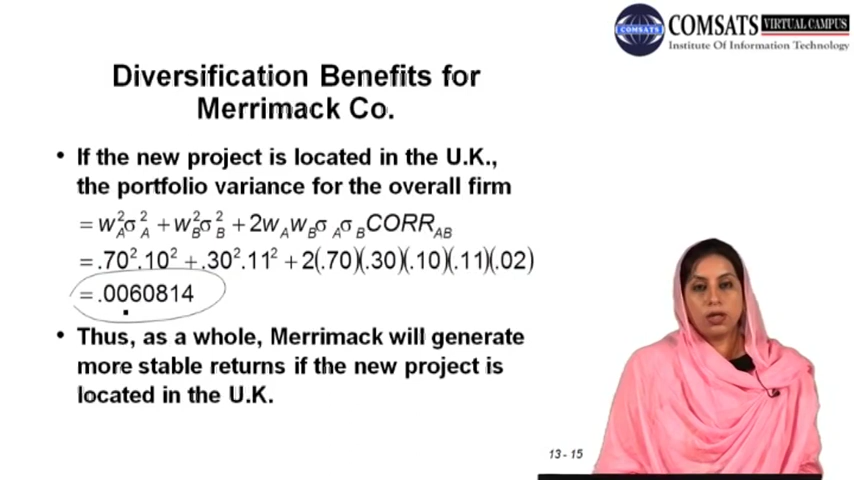 COMSATS VIRTUAL CAMPUS
COMSATS Institute Of Information Technology
Diversification Benefits for
Merrimack Co.
• If the new project is located in the U.K.,
the portfolio variance for the overall firm
= w²Aσ²A + w²Bσ²B + 2wAwBσAσBCORRAB
= .70².10² + .30².11² + 2(.70)(.30)(.10)(.11)(.02)
= .0060814
• Thus, as a whole, Merrimack will generate
more stable returns if the new project is
located in the U.K.
13 - 15